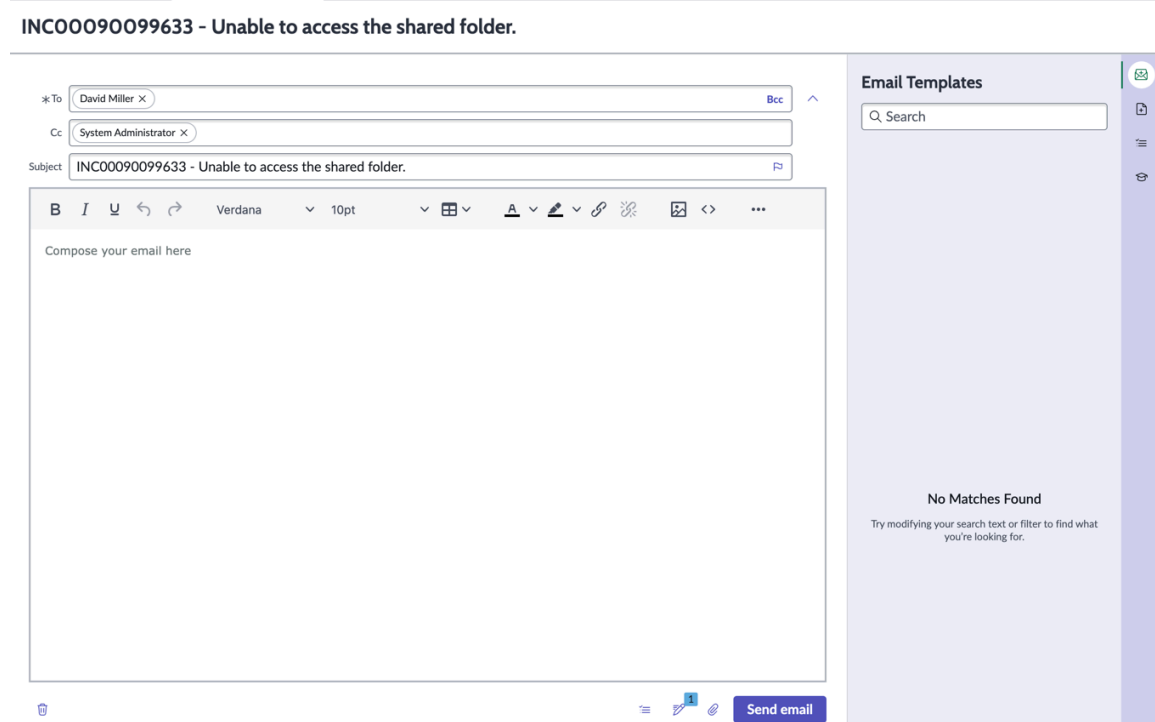 INC00090099633 - Unable to access the shared folder.
To David Miller Bcc
Cc System Administrator
Subject INC00090099633 - Unable to access the shared folder.
B I U Verdana 10pt A
Compose your email here
Email Templates
Search
No Matches Found
Try modifying your search text or filter to find what
you're looking for.
1
Send email